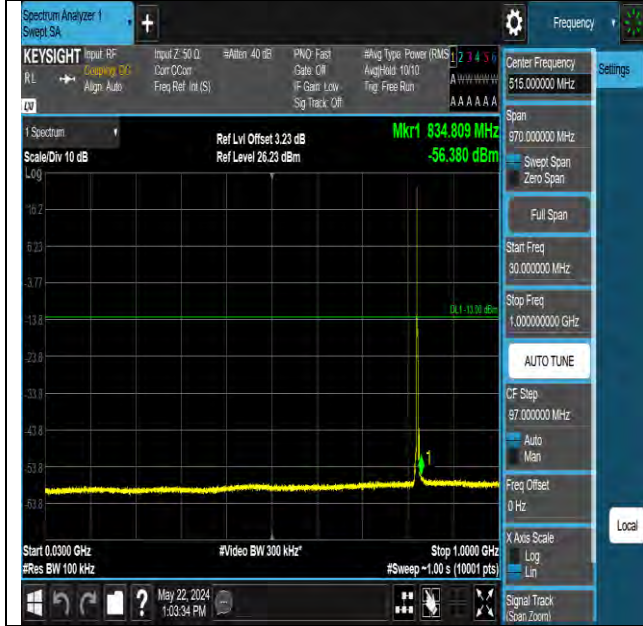 Spectrum Analyzer 1
Swept SA
Frequency
KEYSIGHT
RL
Input: RF
Coupling: DC
Align: Auto
Input Z: 50 Ω
Corr CCorr
Freq Ref: Int (S)
#Atten: 40 dB
PNO: Fast
Gate: Off
IF Gain: Low
Sig Track: Off
#Avg Type: Power (RMS
Avg|Hold: 10/10
Trig: Free Run
1 2 3 4 5 6
A W W W W W
A A A A A A
1 Spectrum
Scale/Div 10 dB
Log
Ref Lvl Offset 3.23 dB
Ref Level 26.23 dBm
Mkr1 834.809 MHz
-56.380 dBm
16.2
6.23
-3.77
-13.8
-23.8
-33.8
-43.8
-53.8
-63.8
DL1 -13.00 dBm
1
Start 0.0300 GHz
#Res BW 100 kHz
#Video BW 300 kHz*
Stop 1.0000 GHz
#Sweep ~1.00 s (10001 pts)
Center Frequency
515.000000 MHz
Settings
Span
970.000000 MHz
Swept Span
Zero Span
Full Span
Start Freq
30.000000 MHz
Stop Freq
1.000000000 GHz
AUTO TUNE
CF Step
97.000000 MHz
Auto
Man
Freq Offset
0 Hz
X Axis Scale
Log
Lin
Local
Signal Track
(Span Zoom)
?
May 22, 2024
1:03:34 PM